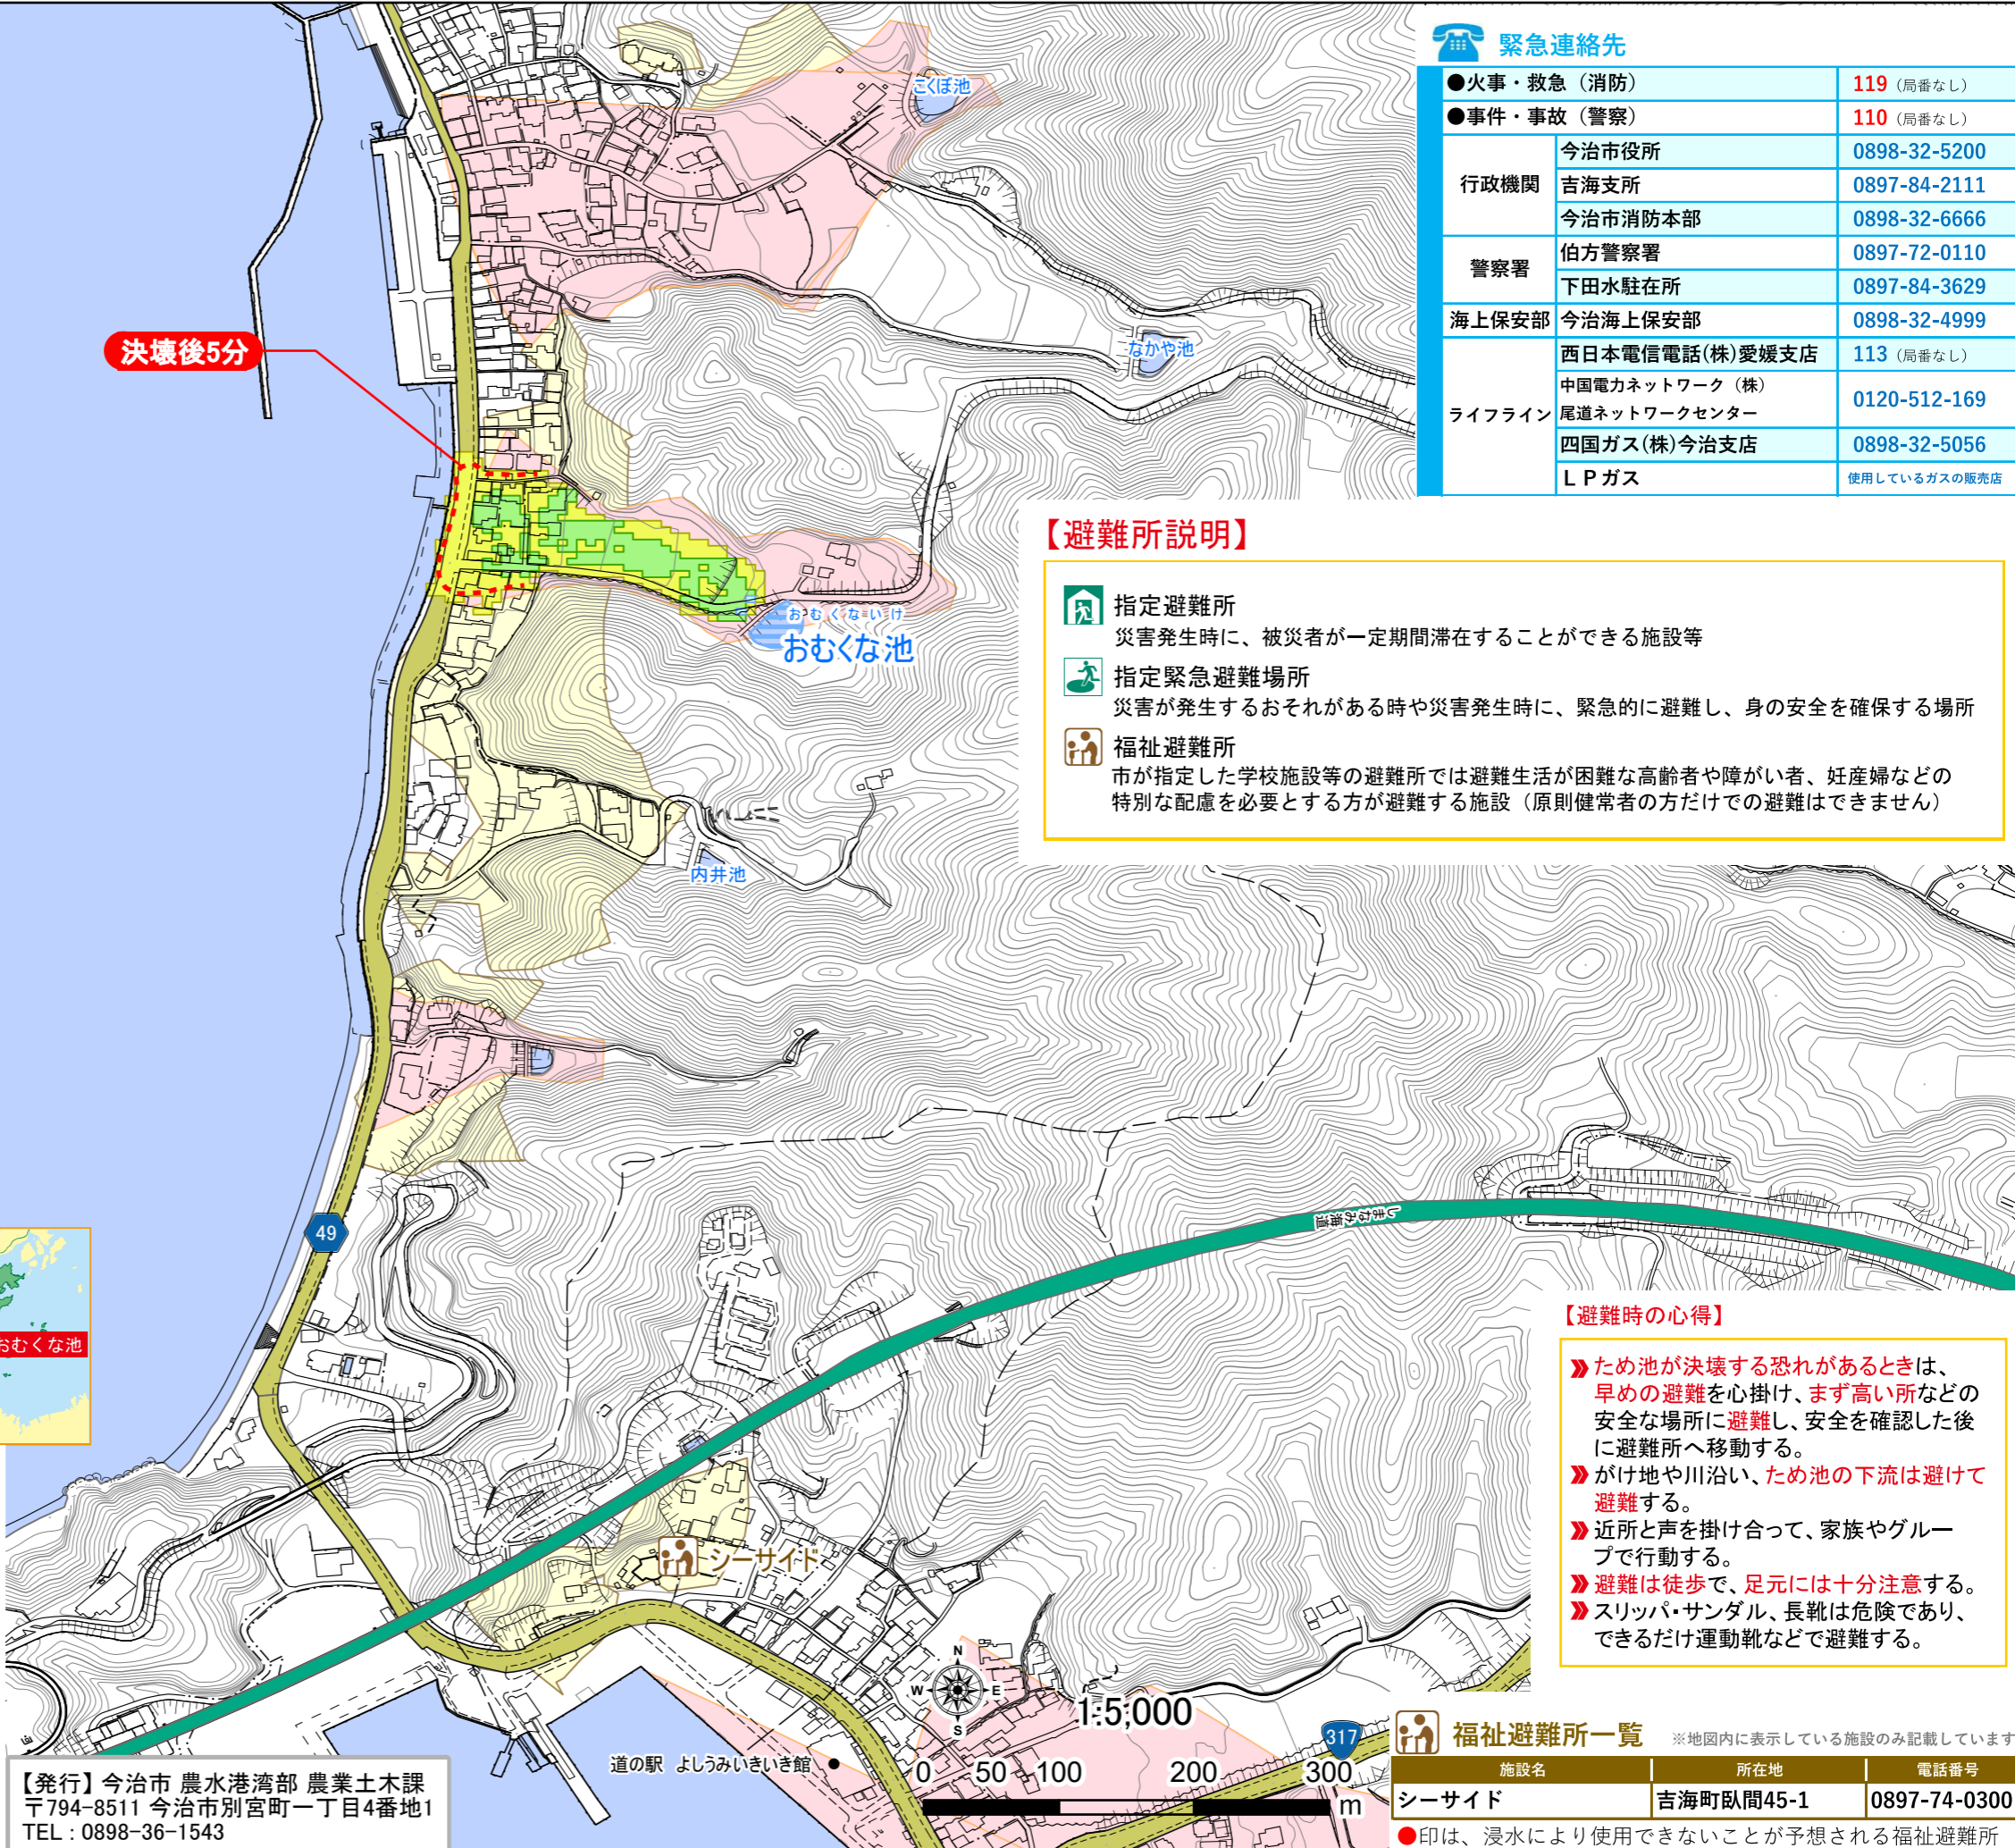 緊急連絡先
●火事・救急（消防） 119（局番なし）
●事件・事故（警察） 110（局番なし）
行政機関
今治市役所 0898-32-5200
吉海支所 0897-84-2111
今治市消防本部 0898-32-6666
警察署
伯方警察署 0897-72-0110
下田水駐在所 0897-84-3629
海上保安部 今治海上保安部 0898-32-4999
ライフライン
西日本電信電話(株)愛媛支店 113（局番なし）
中国電力ネットワーク（株）
尾道ネットワークセンター 0120-512-169
四国ガス(株)今治支店 0898-32-5056
ＬＰガス 使用しているガスの販売店
こくぼ池
なかや池
決壊後5分
おむくないけ
おむくな池
内井池
【避難所説明】
指定避難所
災害発生時に、被災者が一定期間滞在することができる施設等
指定緊急避難場所
災害が発生するおそれがある時や災害発生時に、緊急的に避難し、身の安全を確保する場所
福祉避難所
市が指定した学校施設等の避難所では避難生活が困難な高齢者や障がい者、妊産婦などの
特別な配慮を必要とする方が避難する施設（原則健常者の方だけでの避難はできません）
49
しまなみ海道
おむくな池
【避難時の心得】
ため池が決壊する恐れがあるときは、
早めの避難を心掛け、まず高い所などの
安全な場所に避難し、安全を確認した後
に避難所へ移動する。
がけ地や川沿い、ため池の下流は避けて
避難する。
近所と声を掛け合って、家族やグルー
プで行動する。
避難は徒歩で、足元には十分注意する。
スリッパ・サンダル、長靴は危険であり、
できるだけ運動靴などで避難する。
シーサイド
N
W E
S
1:5,000
0 50 100 200 300
m
317
道の駅 よしうみいきいき館
【発行】今治市 農水港湾部 農業土木課
〒794-8511 今治市別宮町一丁目4番地1
TEL : 0898-36-1543
福祉避難所一覧 ※地図内に表示している施設のみ記載しています
施設名 所在地 電話番号
シーサイド 吉海町臥間45-1 0897-74-0300
●印は、浸水により使用できないことが予想される福祉避難所